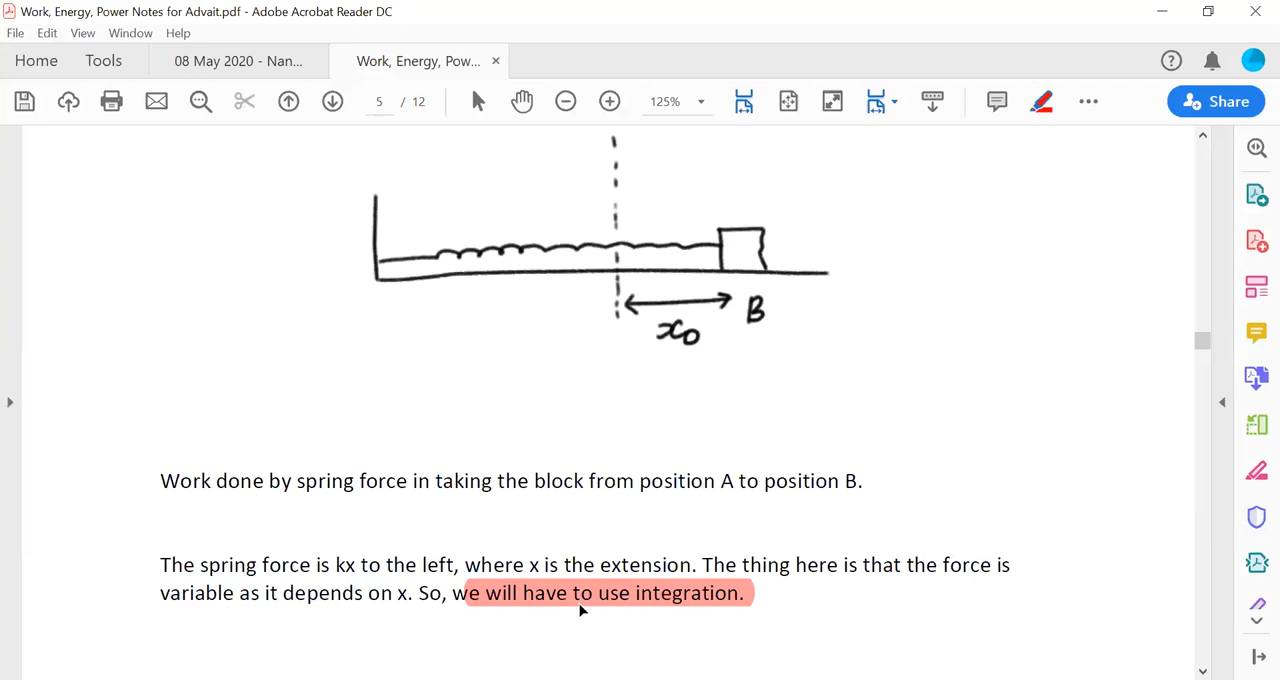 Work, Energy, Power Notes for Advait.pdf - Adobe Acrobat Reader DC
File Edit View Window Help
Home Tools 08 May 2020 - Nan... Work, Energy, Pow... ×
5 / 12 125% Share
B
x0
Work done by spring force in taking the block from position A to position B.
The spring force is kx to the left, where x is the extension. The thing here is that the force is
variable as it depends on x. So, we will have to use integration.